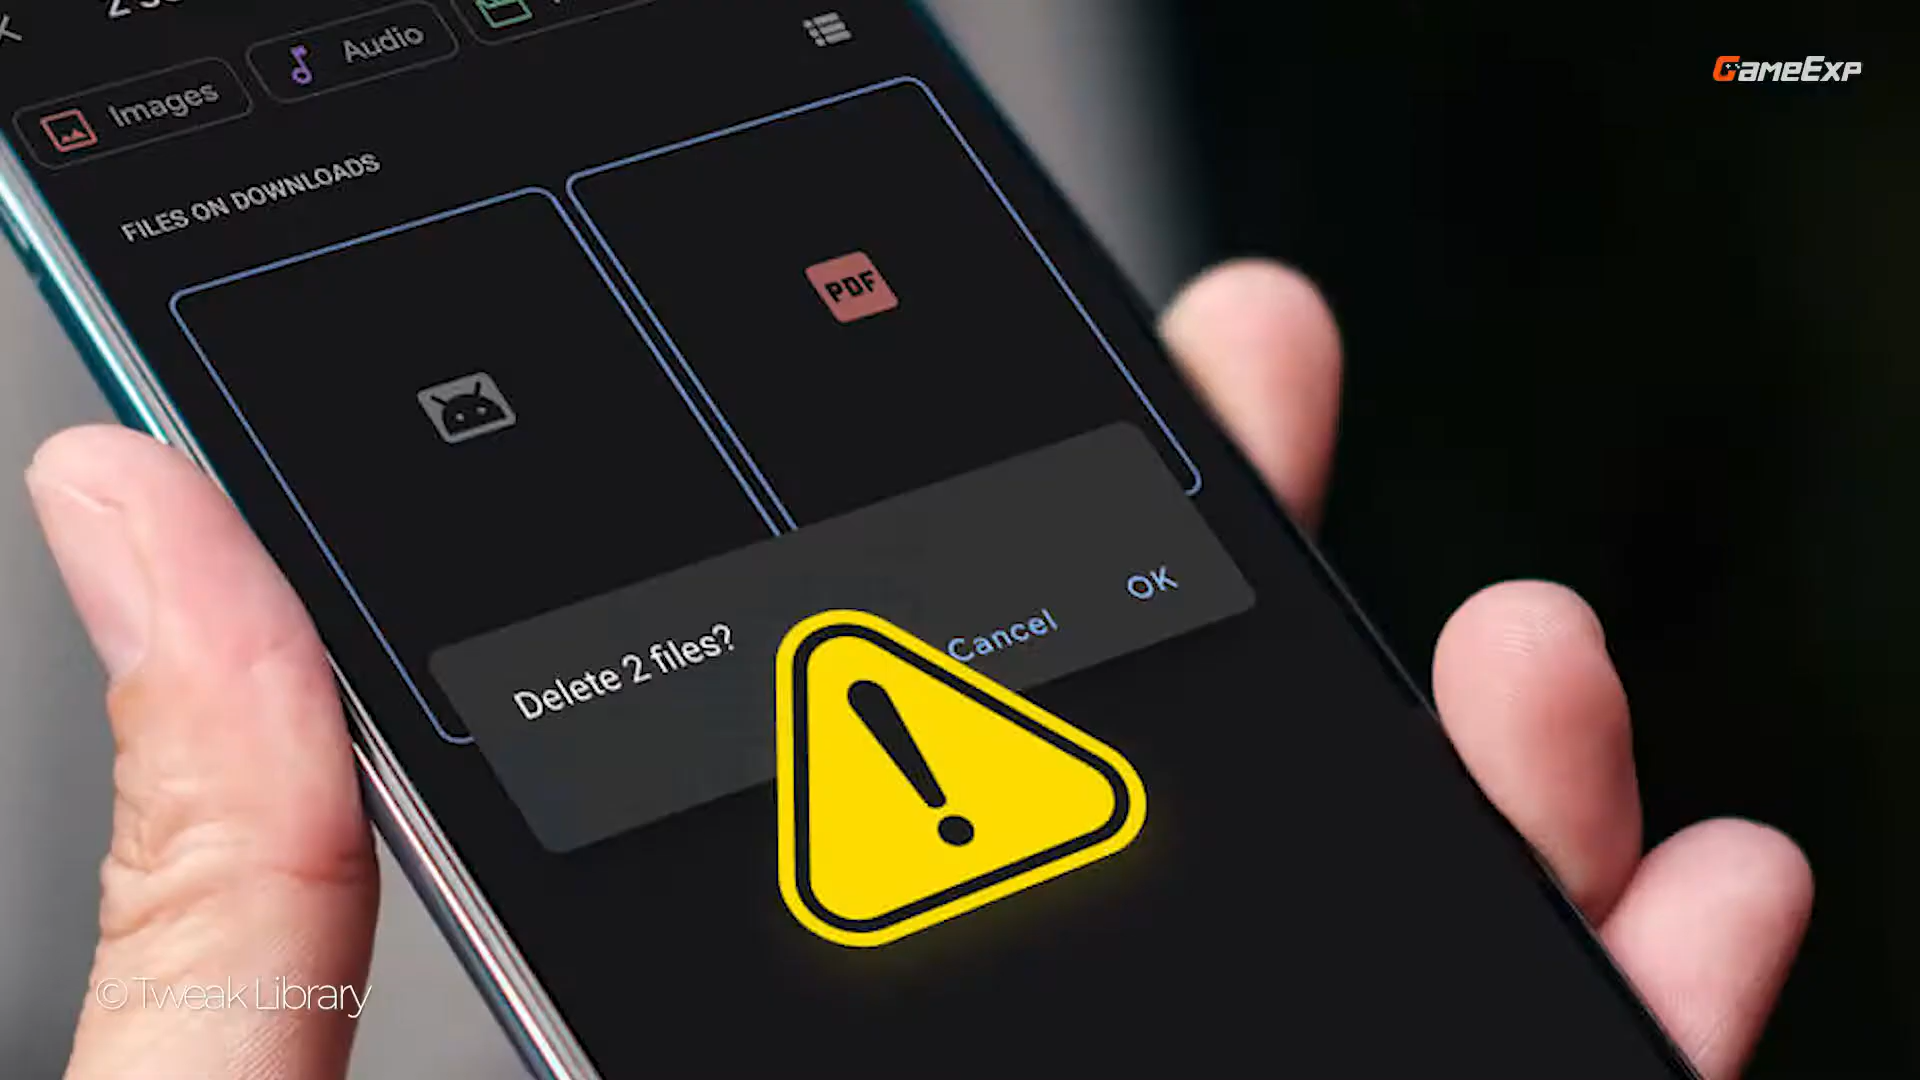 Images
Audio
FILES ON DOWNLOADS
PDF
Delete 2 files?
Cancel
OK
GameExp
© Tweak Library